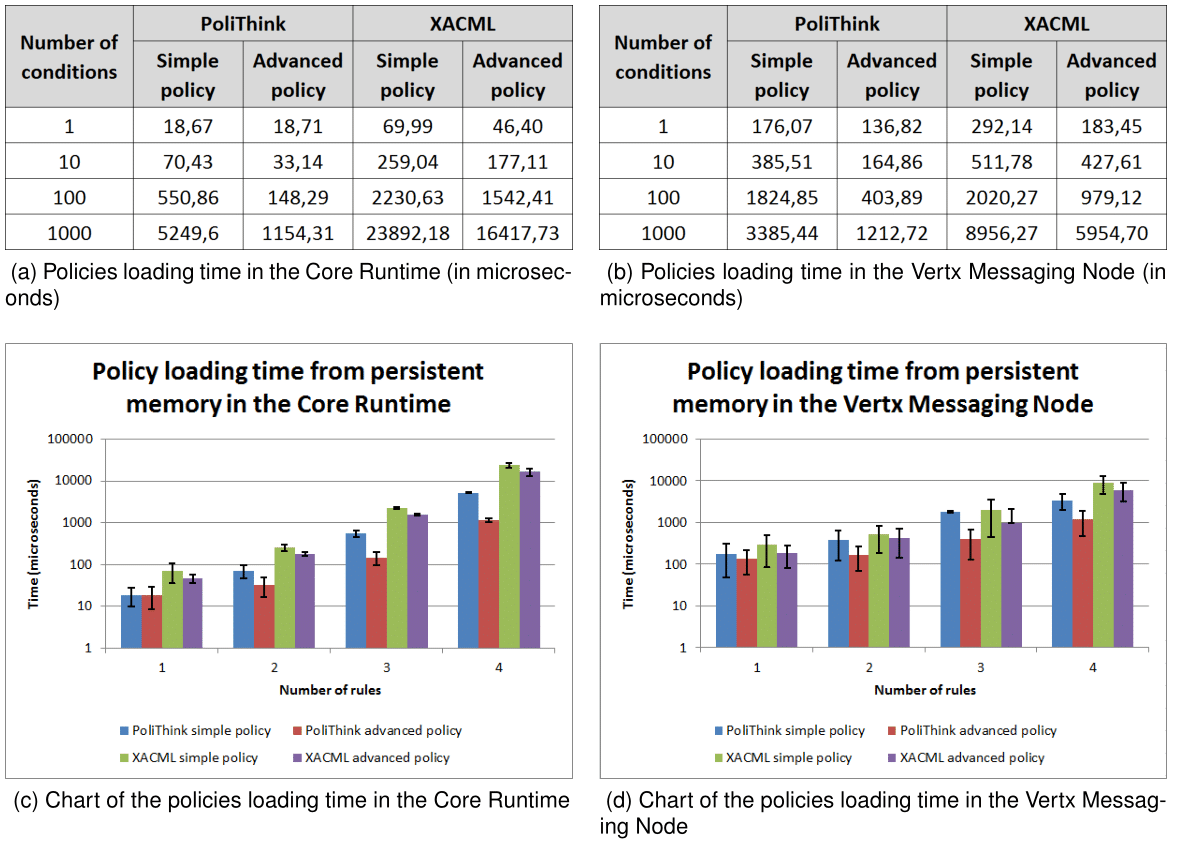 Number of conditions PoliThink XACML
Simple policy Advanced policy Simple policy Advanced policy
1 18,67 18,71 69,99 46,40
10 70,43 33,14 259,04 177,11
100 550,86 148,29 2230,63 1542,41
1000 5249,6 1154,31 23892,18 16417,73
(a) Policies loading time in the Core Runtime (in microsec-
onds)
Number of conditions PoliThink XACML
Simple policy Advanced policy Simple policy Advanced policy
1 176,07 136,82 292,14 183,45
10 385,51 164,86 511,78 427,61
100 1824,85 403,89 2020,27 979,12
1000 3385,44 1212,72 8956,27 5954,70
(b) Policies loading time in the Vertx Messaging Node (in
microseconds)
Policy loading time from persistent
memory in the Core Runtime
Time (microseconds)
100000
10000
1000
100
10
1
1 2 3 4
Number of rules
PoliThink simple policy PoliThink advanced policy
XACML simple policy XACML advanced policy
(c) Chart of the policies loading time in the Core Runtime
Policy loading time from persistent
memory in the Vertx Messaging Node
Time (microseconds)
100000
10000
1000
100
10
1
1 2 3 4
Number of rules
PoliThink simple policy PoliThink advanced policy
XACML simple policy XACML advanced policy
(d) Chart of the policies loading time in the Vertx Messag-
ing Node